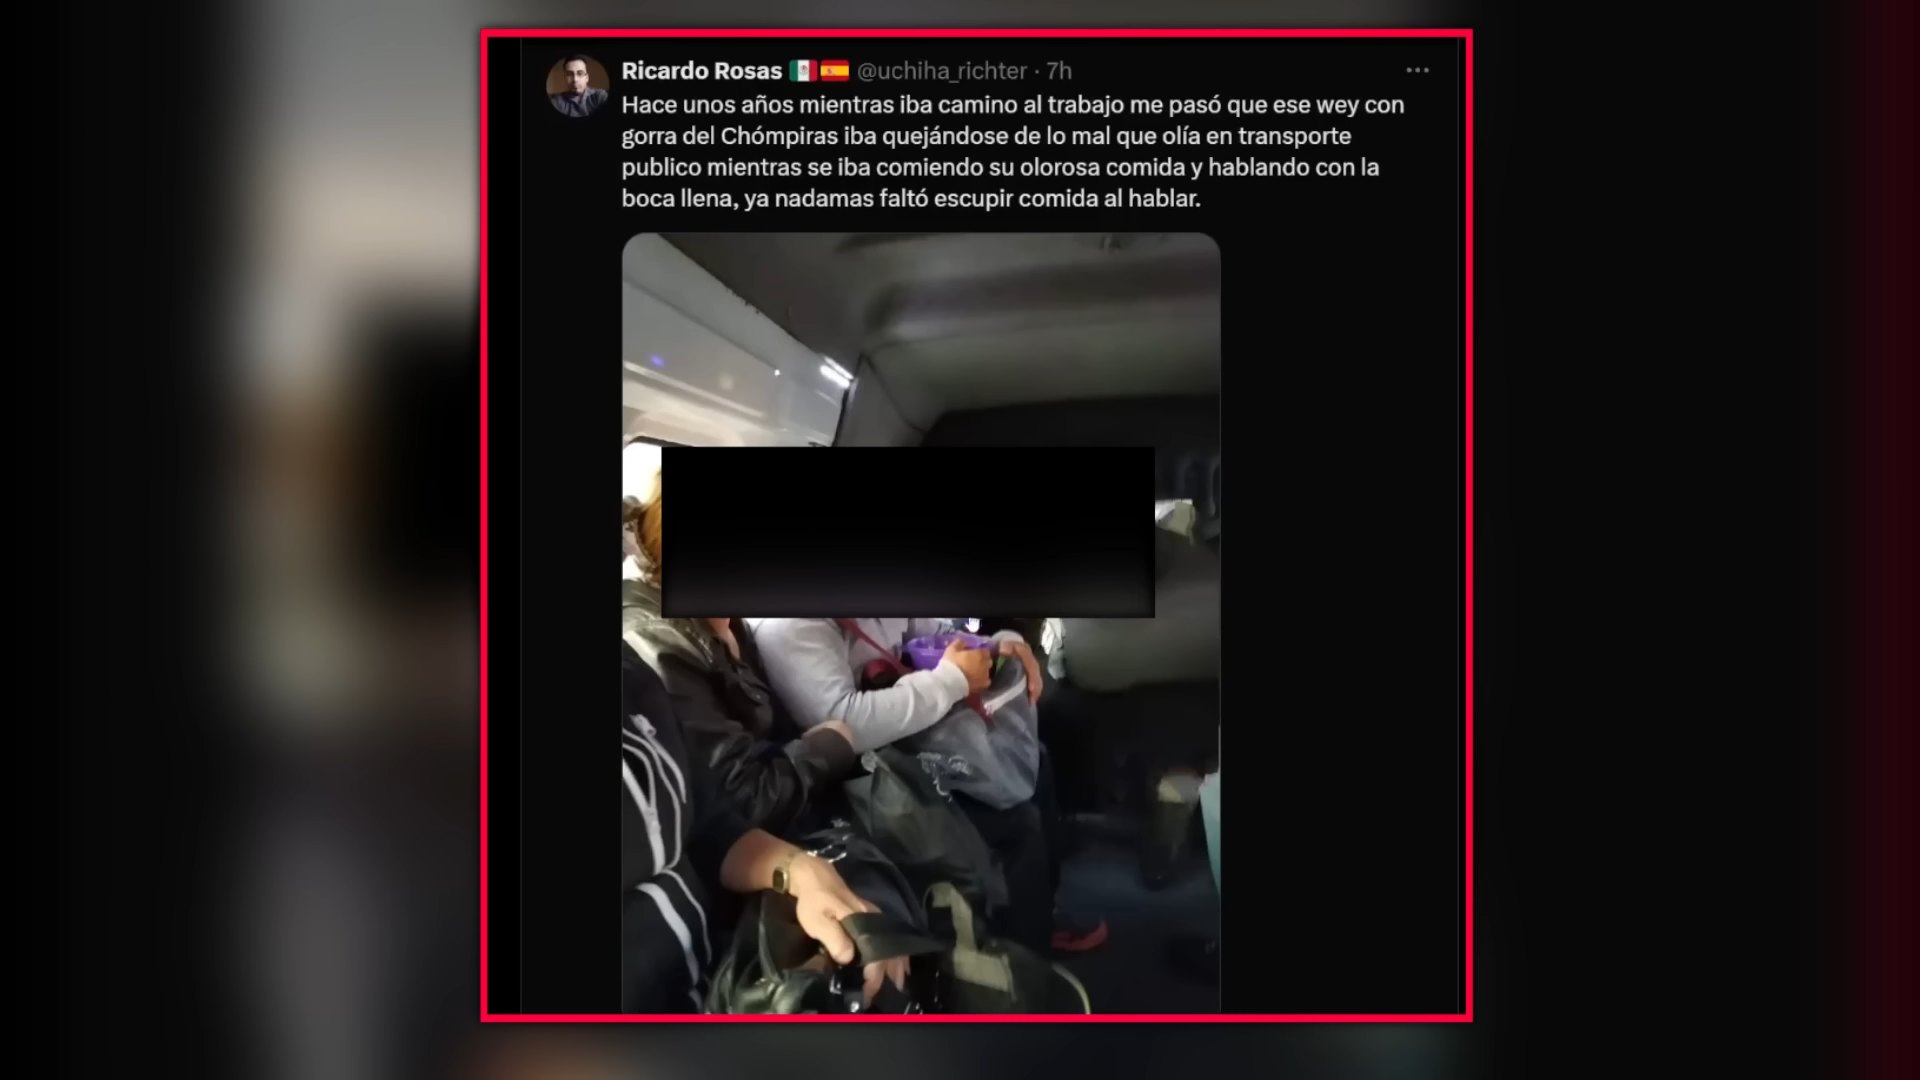 Ricardo Rosas 🇲🇽🇪🇸 @uchiha_richter · 7h
Hace unos años mientras iba camino al trabajo me pasó que ese wey con
gorra del Chómpiras iba quejándose de lo mal que olía en transporte
publico mientras se iba comiendo su olorosa comida y hablando con la
boca llena, ya nadamas faltó escupir comida al hablar.